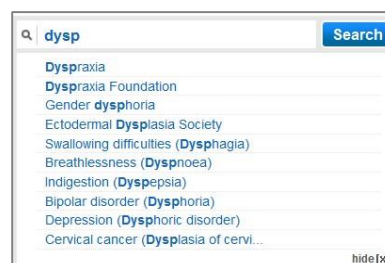 dysp Search
Dyspraxia
Dyspraxia Foundation
Gender dysphoria
Ectodermal Dysplasia Society
Swallowing difficulties (Dysphagia)
Breathlessness (Dyspnoea)
Indigestion (Dyspepsia)
Bipolar disorder (Dysphoria)
Depression (Dysphoric disorder)
Cervical cancer (Dysplasia of cervi...
hide[x